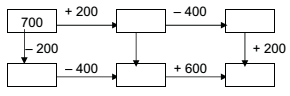 + 200 – 400
700
– 200 + 200
– 400 + 600